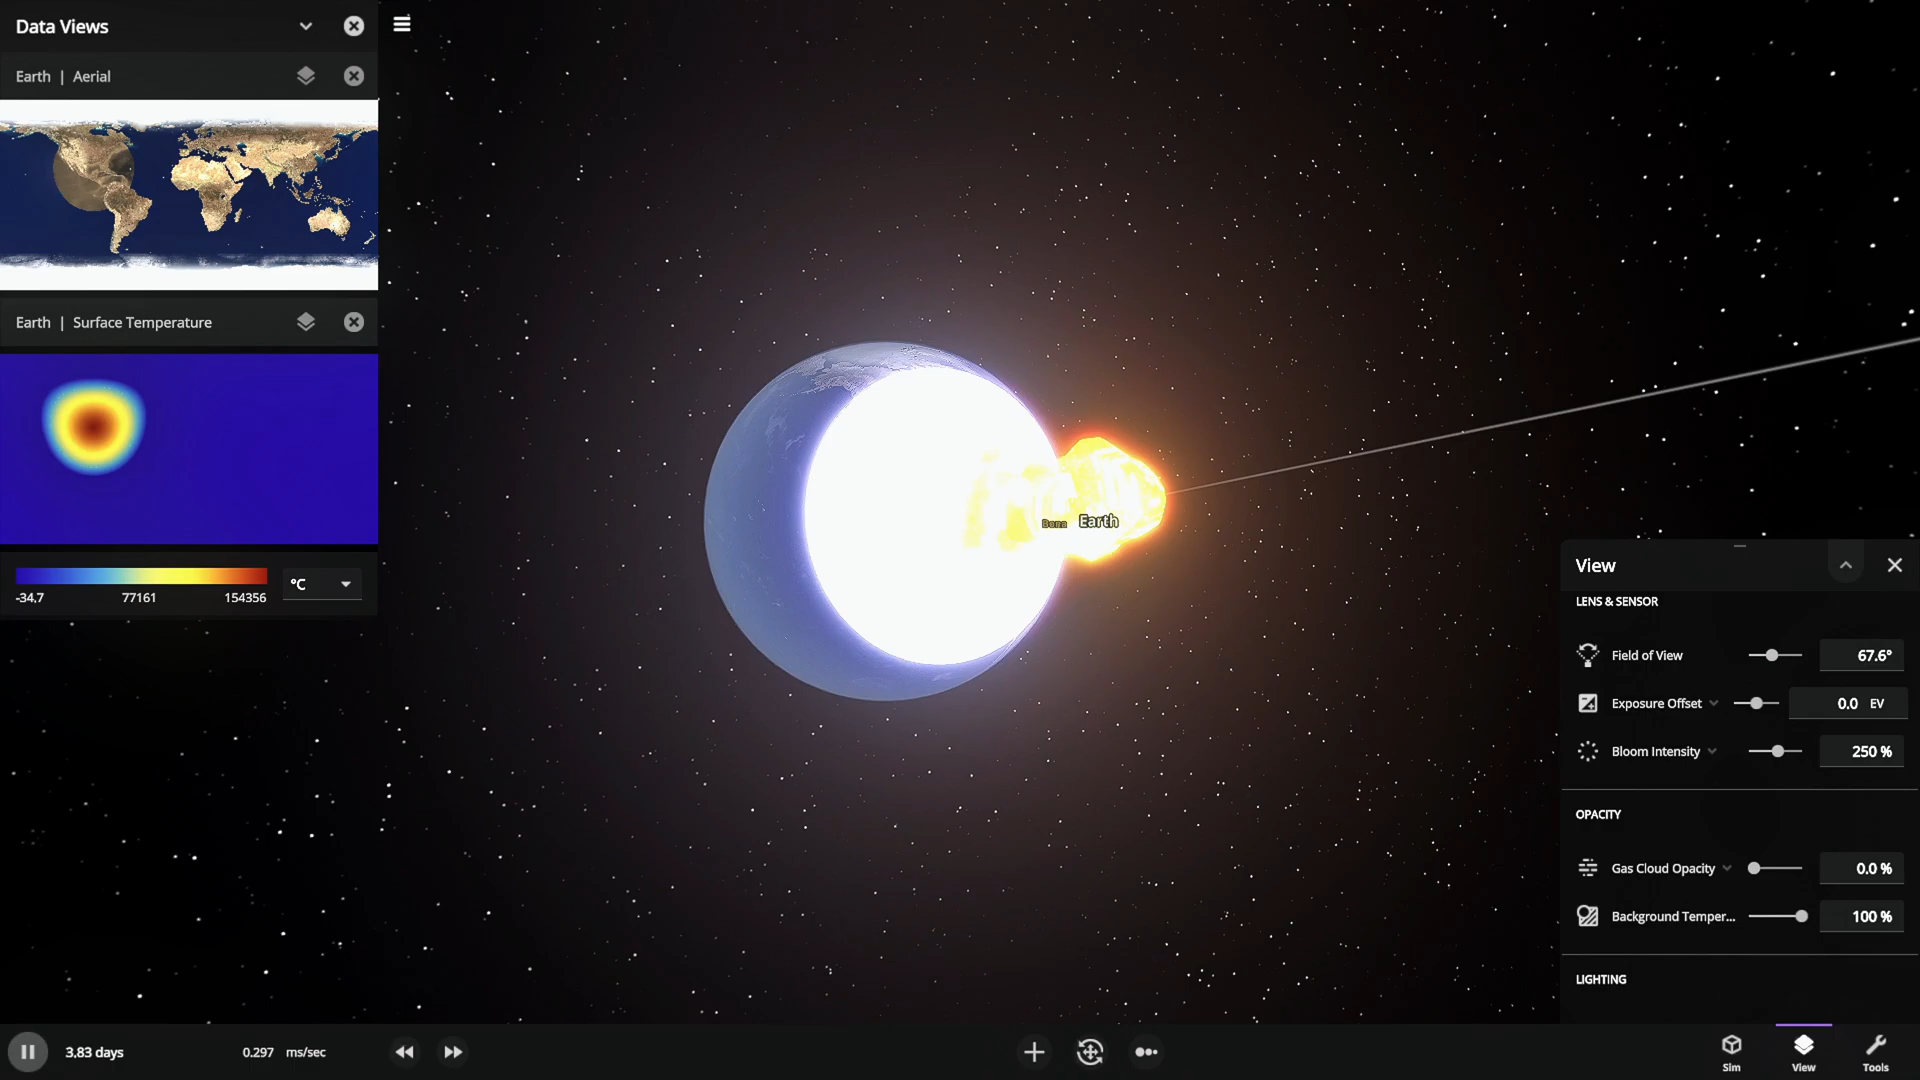 Data Views
Earth | Aerial
Earth | Surface Temperature
-34,7 77161 154356 °C
Bona Earth
View
LENS & SENSOR
Field of View 67.6°
Exposure Offset 0.0 EV
Bloom Intensity 250 %
OPACITY
Gas Cloud Opacity 0.0 %
Background Temper... 100 %
LIGHTING
3.83 days 0.297 ms/sec
Sim View Tools